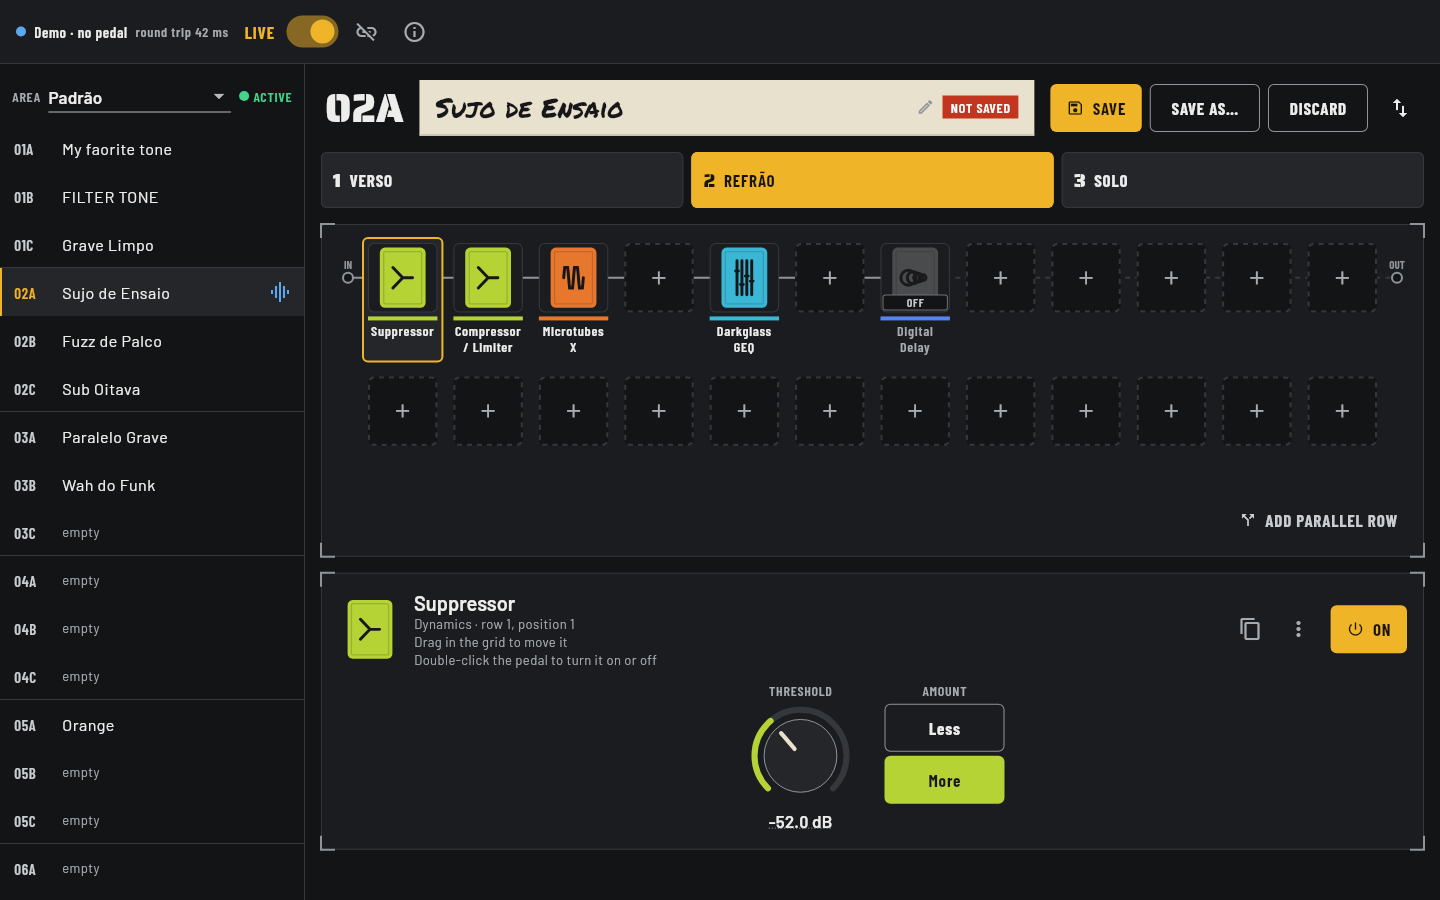 Demo · no pedal round trip 42 ms LIVE
AREA Padrão ACTIVE
01A My faorite tone
01B FILTER TONE
01C Grave Limpo
02A Sujo de Ensaio
02B Fuzz de Palco
02C Sub Oitava
03A Paralelo Grave
03B Wah do Funk
03C empty
04A empty
04B empty
04C empty
05A Orange
05B empty
05C empty
06A empty
02A Sujo de Ensaio NOT SAVED SAVE SAVE AS... DISCARD
1 VERSO 2 REFRÃO 3 SOLO
IN
OUT
OFF
Suppressor
Compressor
/ Limiter
Microtubes
X
Darkglass
GEQ
Digital
Delay
ADD PARALLEL ROW
Suppressor
Dynamics · row 1, position 1
Drag in the grid to move it
Double-click the pedal to turn it on or off
ON
THRESHOLD
-52.0 dB
AMOUNT
Less
More